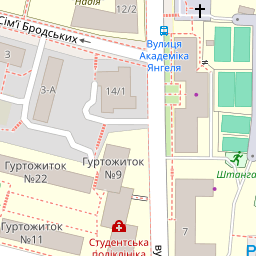 Надія
12/2
Сім'ї Бродських
Вулиця
Академіка
Янгеля
3
3-А
14/1
Гуртожиток
№22
Гуртожиток
№9
Штанга
Гуртожиток
№11
Студентська
поліклініка
7